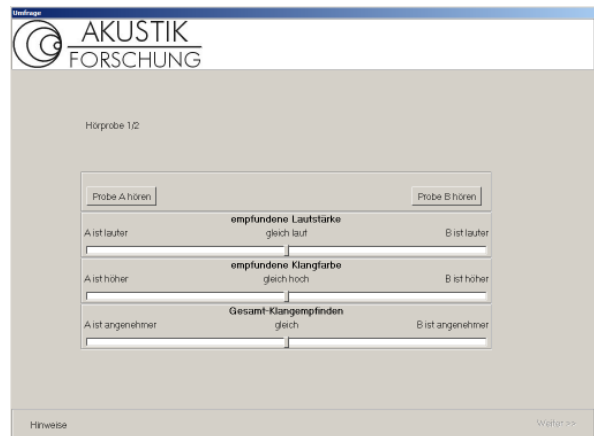 Umfrage
AKUSTIK
FORSCHUNG
Hörprobe 1/2
Probe A hören Probe B hören
empfundene Lautstärke
A ist lauter gleich laut B ist lauter
empfundene Klangfarbe
A ist höher gleich hoch B ist höher
Gesamt-Klangempfinden
A ist angenehmer gleich B ist angenehmer
Hinweise Weiter >>